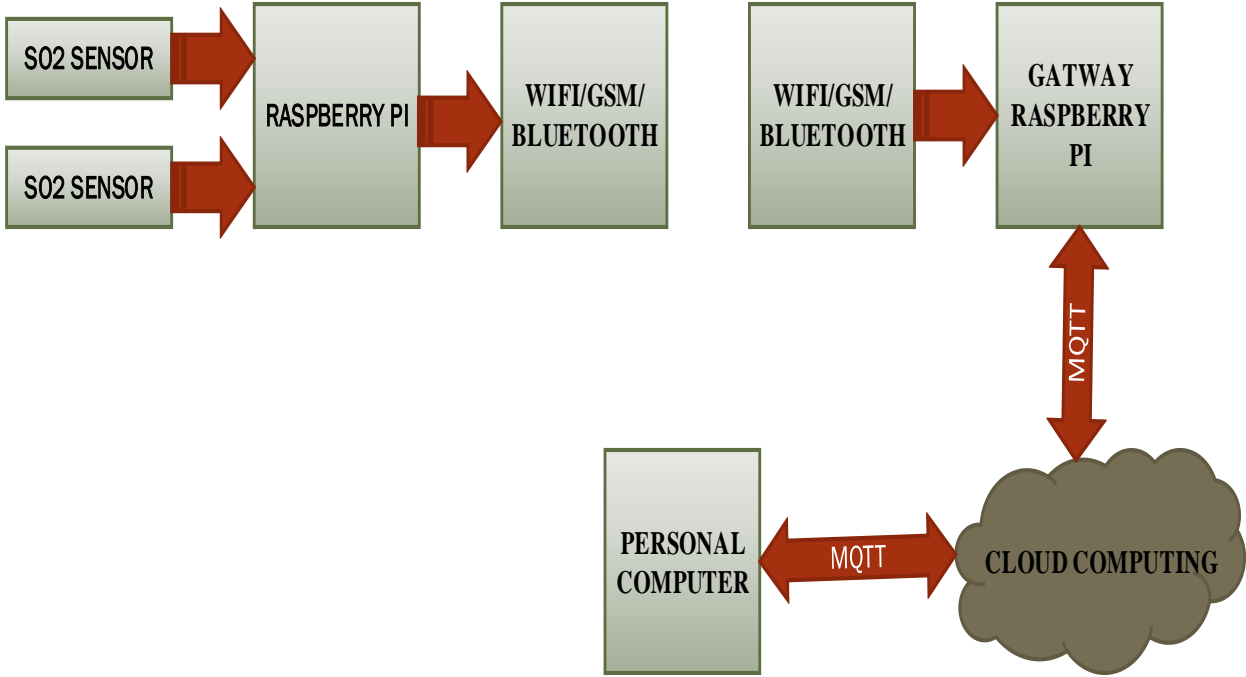 SO2 SENSOR
SO2 SENSOR
RASPBERRY PI
WIFI/GSM/
BLUETOOTH
WIFI/GSM/
BLUETOOTH
GATWAY
RASPBERRY
PI
MQTT
PERSONAL
COMPUTER
MQTT
CLOUD COMPUTING